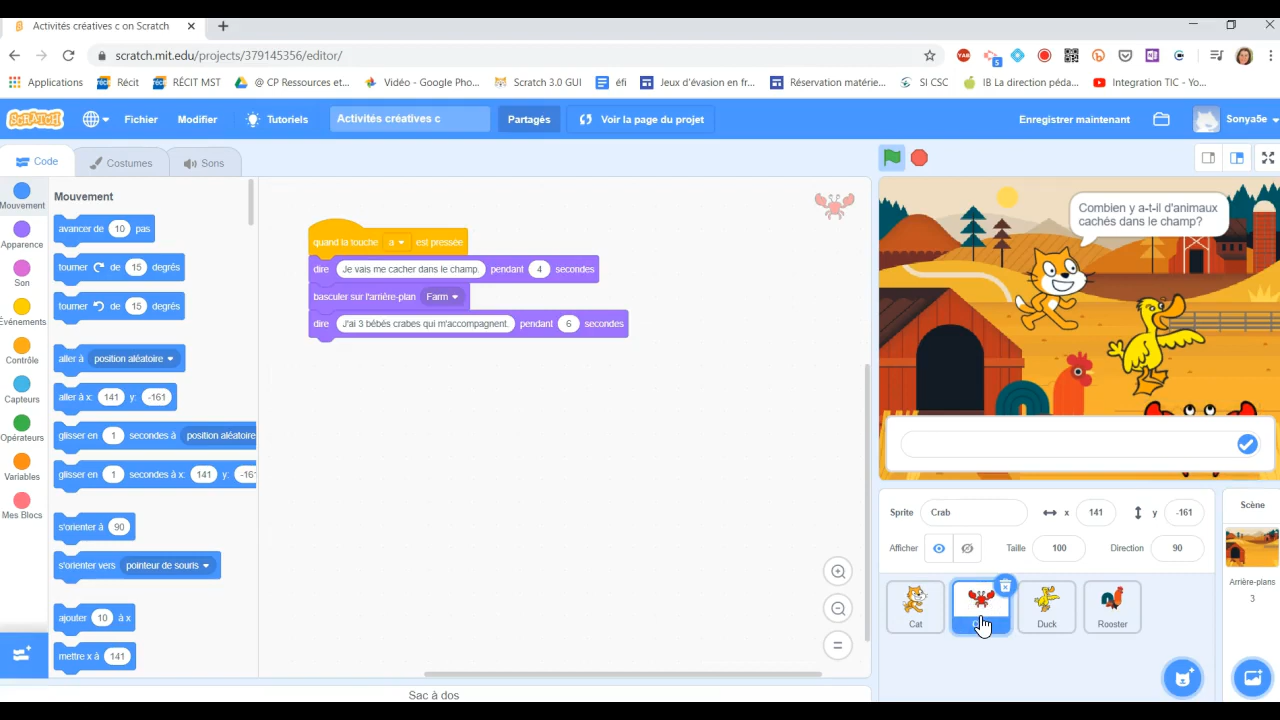 Activités créatives c on Scratch
scratch.mit.edu/projects/379145356/editor/
5
Applications Récit RÉCIT MST @ CP Ressources et... Vidéo - Google Pho... Scratch 3.0 GUI éfi Jeux d'évasion en fr... Réservation matérie... SI CSC IB La direction péda... Integration TIC - Yo...
SCRATCH Fichier Modifier Tutoriels Activités créatives c Partagés Voir la page du projet Enregistrer maintenant Sonya5e
Code Costumes Sons
Mouvement
Apparence
Son
Événements
Contrôle
Capteurs
Opérateurs
Variables
Mes Blocs
Mouvement
avancer de 10 pas
tourner de 15 degrés
tourner de 15 degrés
aller à position aléatoire
aller à x: 141 y: -161
glisser en 1 secondes à position aléatoire
glisser en 1 secondes à x: 141 y: -161
s'orienter à 90
s'orienter vers pointeur de souris
ajouter 10 à x
mettre x à 141
quand la touche a est pressée
dire Je vais me cacher dans le champ. pendant 4 secondes
basculer sur l'arrière-plan Farm
dire J'ai 3 bébés crabes qui m'accompagnent. pendant 6 secondes
Combien y a-t-il d'animaux
cachés dans le champ?
Sprite Crab x 141 y -161
Afficher Taille 100 Direction 90
Cat Duck Rooster
Scène
Arrière-plans
3
Sac à dos